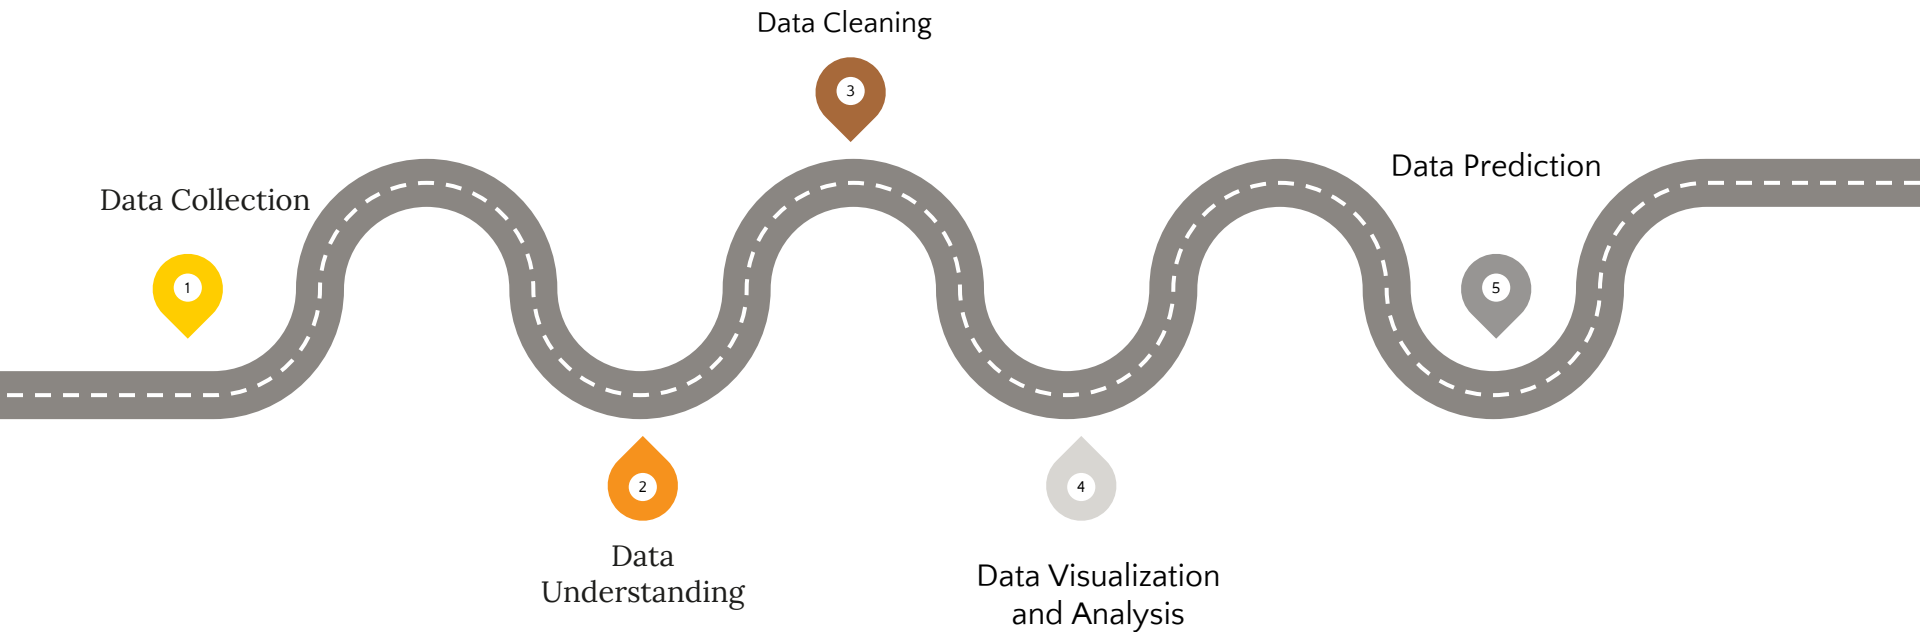 Data Collection
1
2
Data
Understanding
Data Cleaning
3
4
Data Visualization
and Analysis
Data Prediction
5